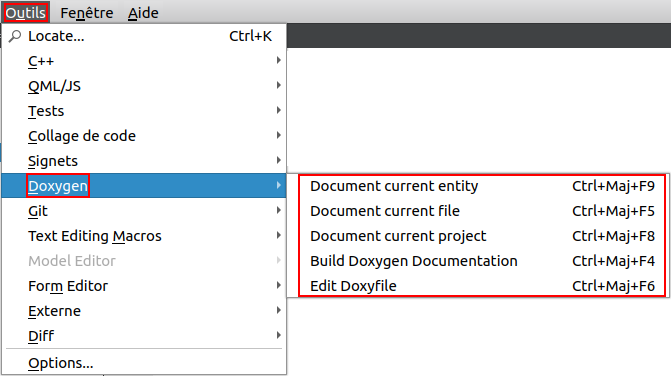 Outils Fenêtre Aide
Locate... Ctrl+K
C++
QML/JS
Tests
Collage de code
Signets
Doxygen
Document current entity Ctrl+Maj+F9
Git
Document current file Ctrl+Maj+F5
Text Editing Macros
Document current project Ctrl+Maj+F8
Model Editor
Build Doxygen Documentation Ctrl+Maj+F4
Form Editor
Edit Doxyfile Ctrl+Maj+F6
Externe
Diff
Options...